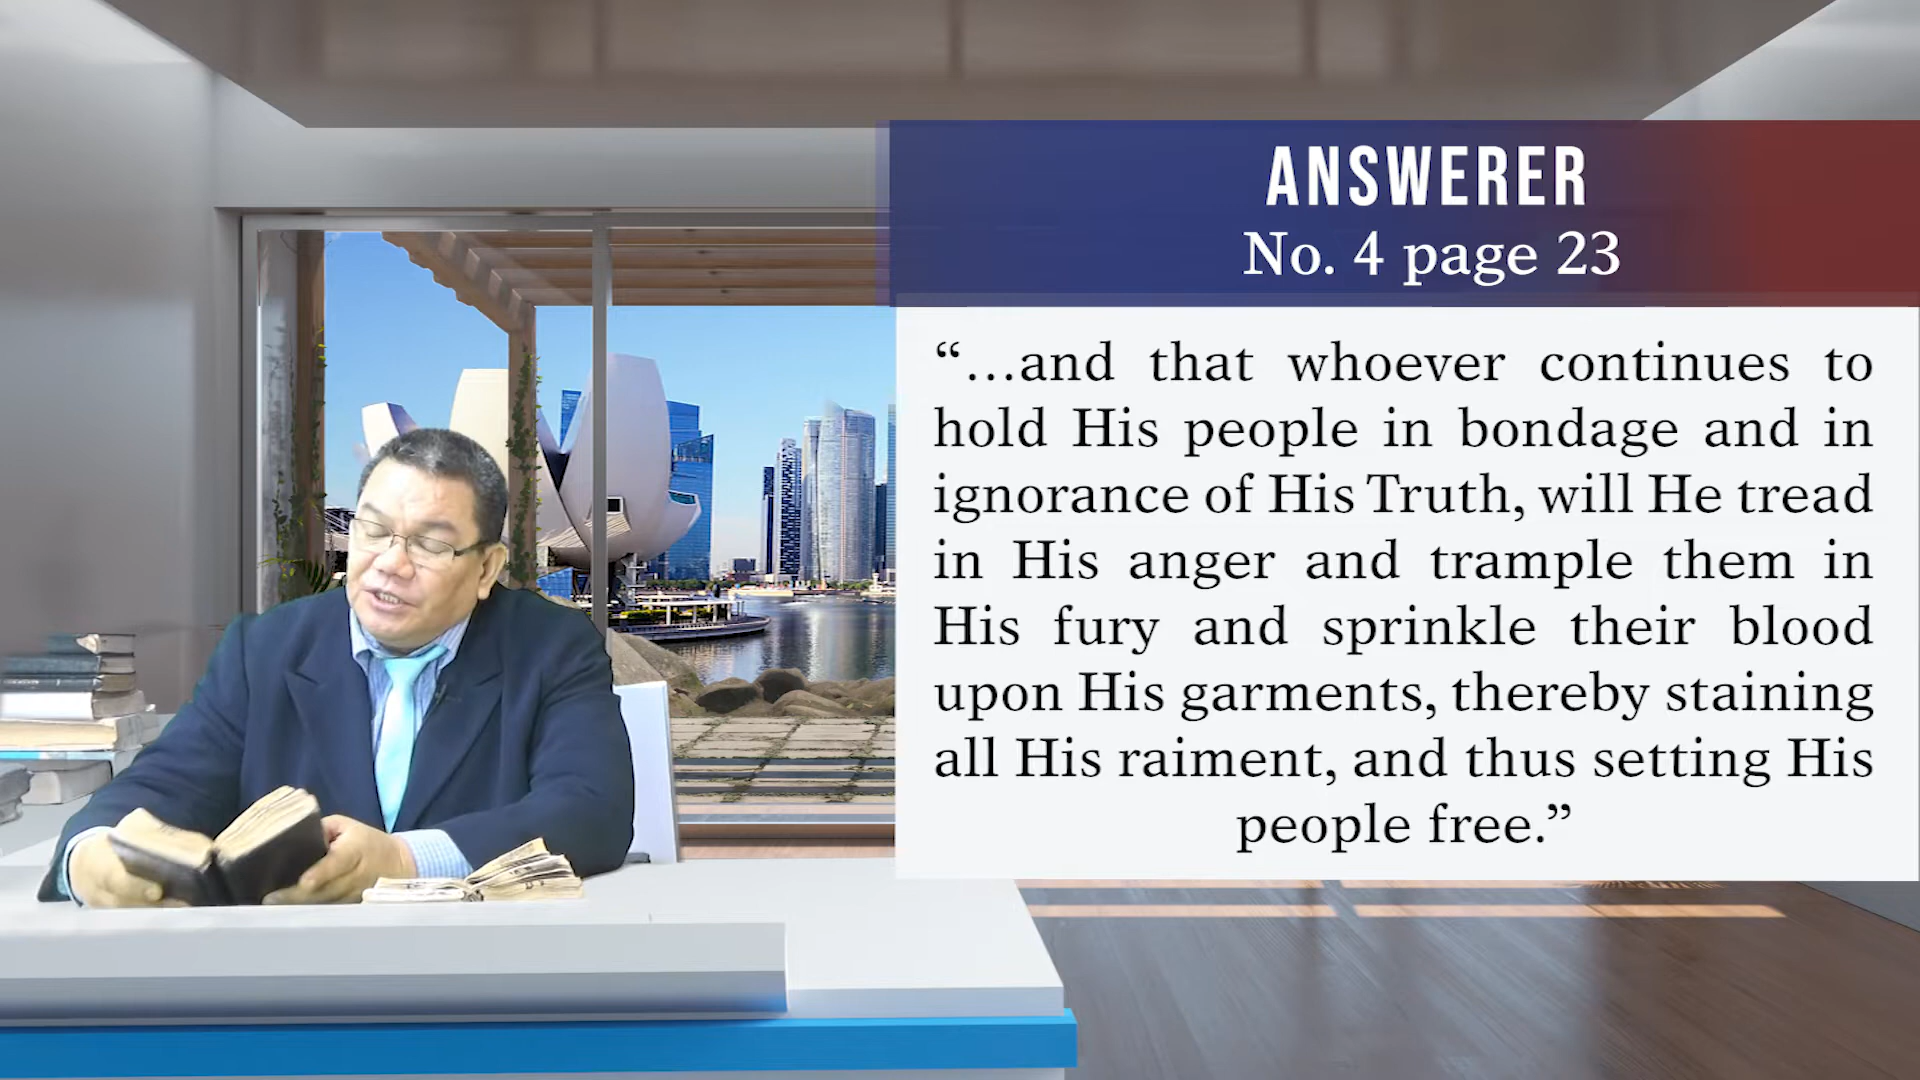 ANSWERER
No. 4 page 23
“...and that whoever continues to
hold His people in bondage and in
ignorance of His Truth, will He tread
in His anger and trample them in
His fury and sprinkle their blood
upon His garments, thereby staining
all His raiment, and thus setting His
people free.”